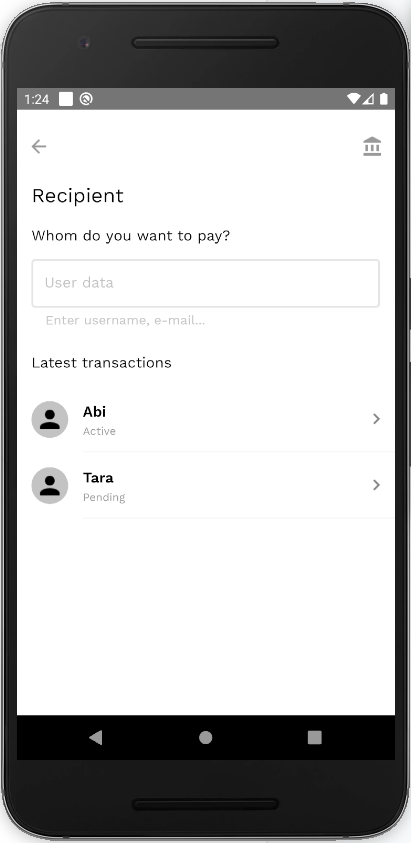 1:24
Recipient
Whom do you want to pay?
User data
Enter username, e-mail...
Latest transactions
Abi
Active
Tara
Pending